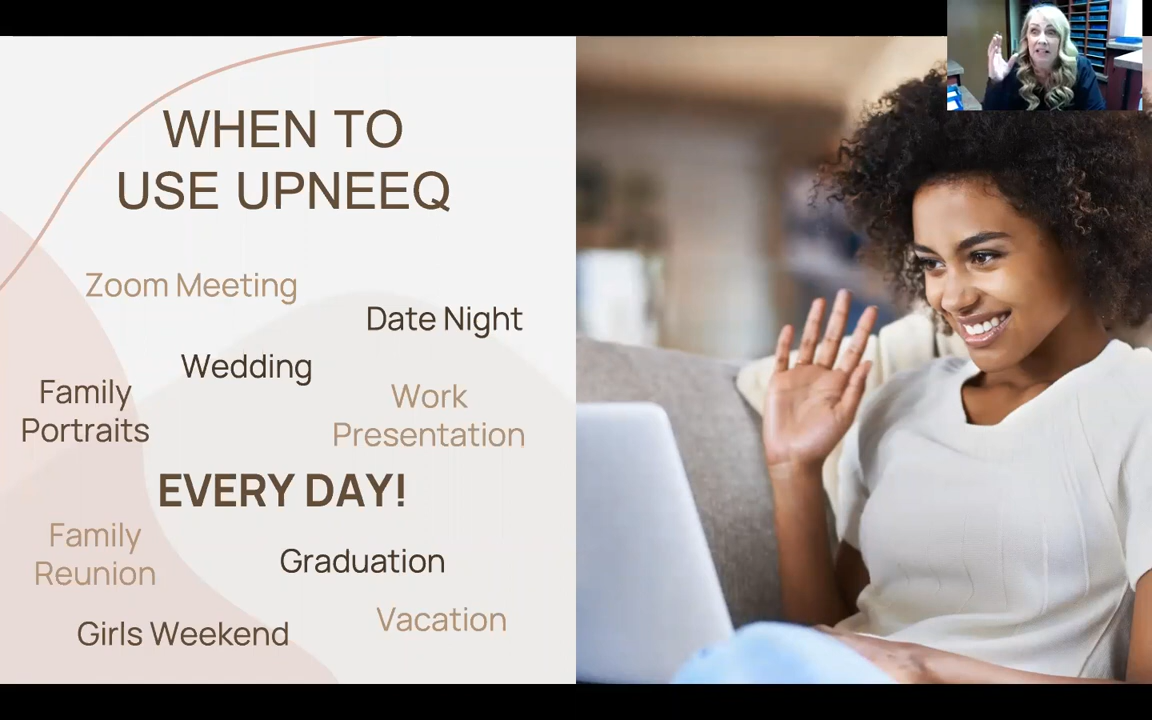 WHEN TO
USE UPNEEQ
Zoom Meeting
Date Night
Wedding
Family
Portraits
Work
Presentation
EVERY DAY!
Family
Reunion
Graduation
Girls Weekend
Vacation